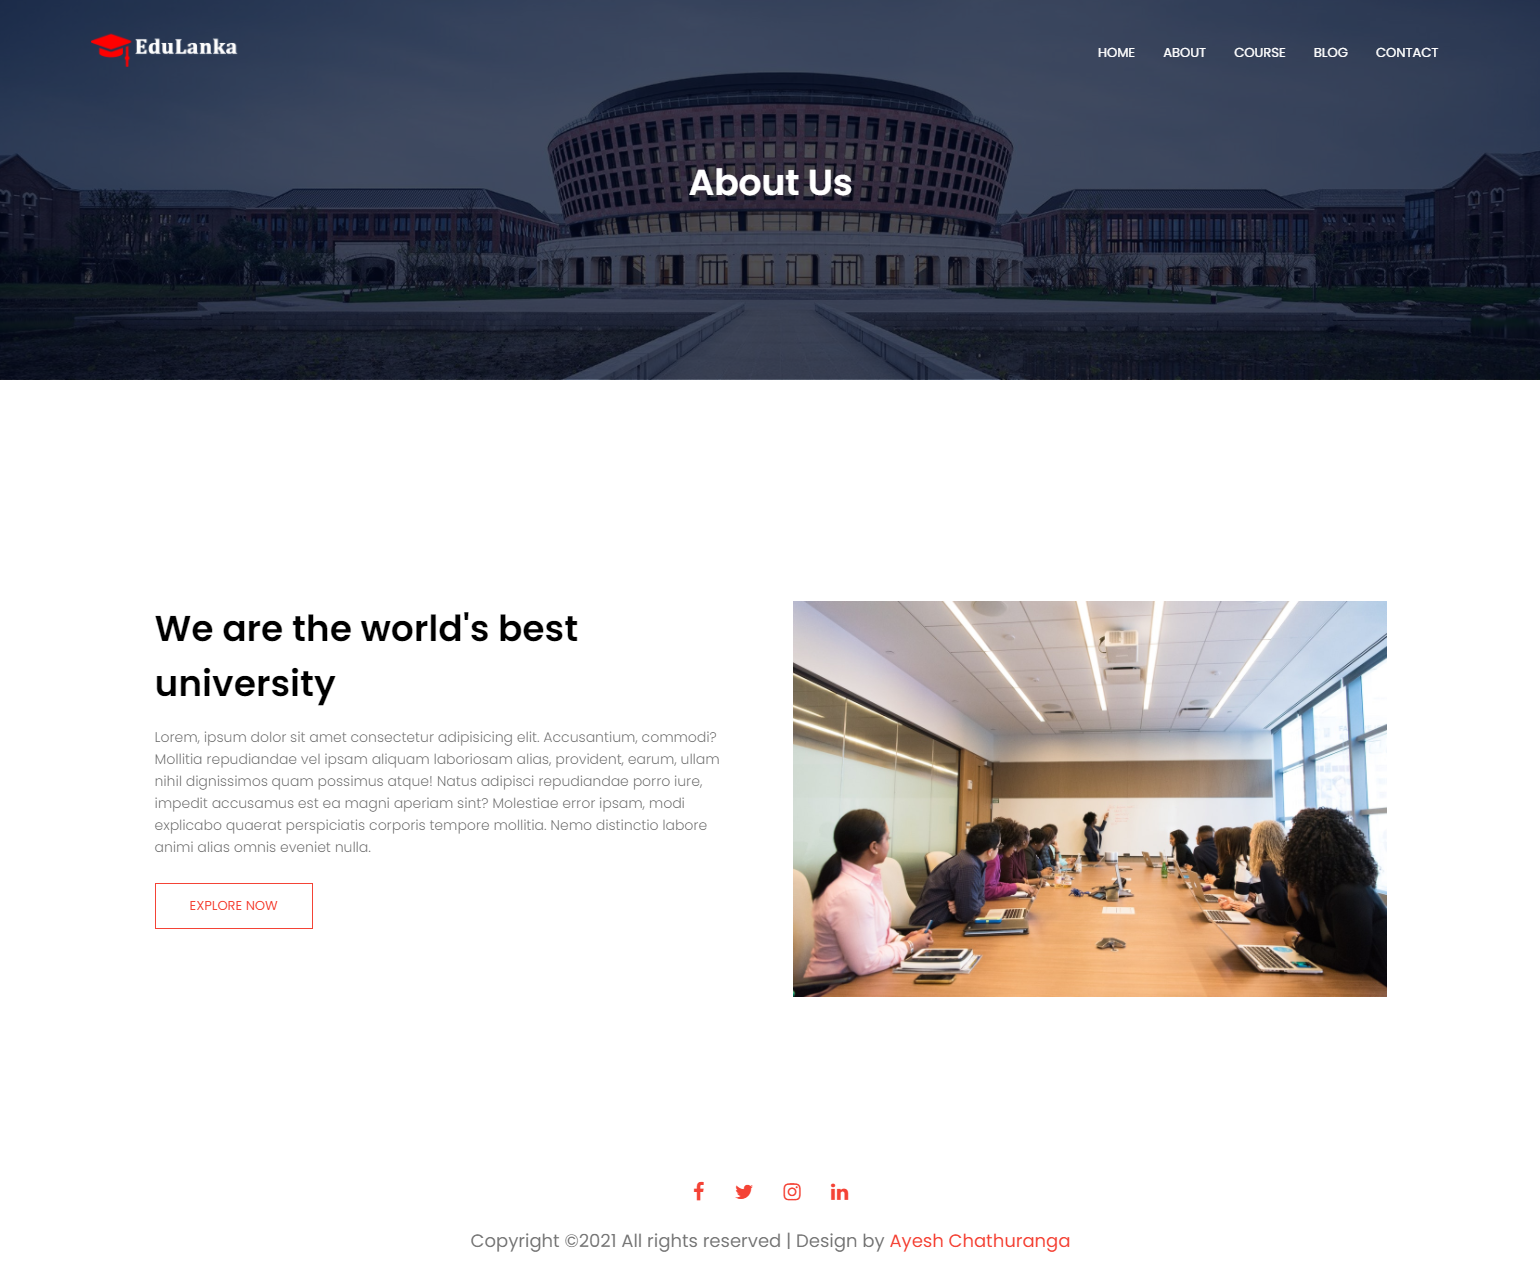 EduLanka
HOME ABOUT COURSE BLOG CONTACT
About Us
We are the world's best
university
Lorem, ipsum dolor sit amet consectetur adipisicing elit. Accusantium, commodi?
Mollitia repudiandae vel ipsam aliquam laboriosam alias, provident, earum, ullam
nihil dignissimos quam possimus atque! Natus adipisci repudiandae porro iure,
impedit accusamus est ea magni aperiam sint? Molestiae error ipsam, modi
explicabo quaerat perspiciatis corporis tempore mollitia. Nemo distinctio labore
animi alias omnis eveniet nulla.
EXPLORE NOW
Copyright ©2021 All rights reserved | Design by Ayesh Chathuranga